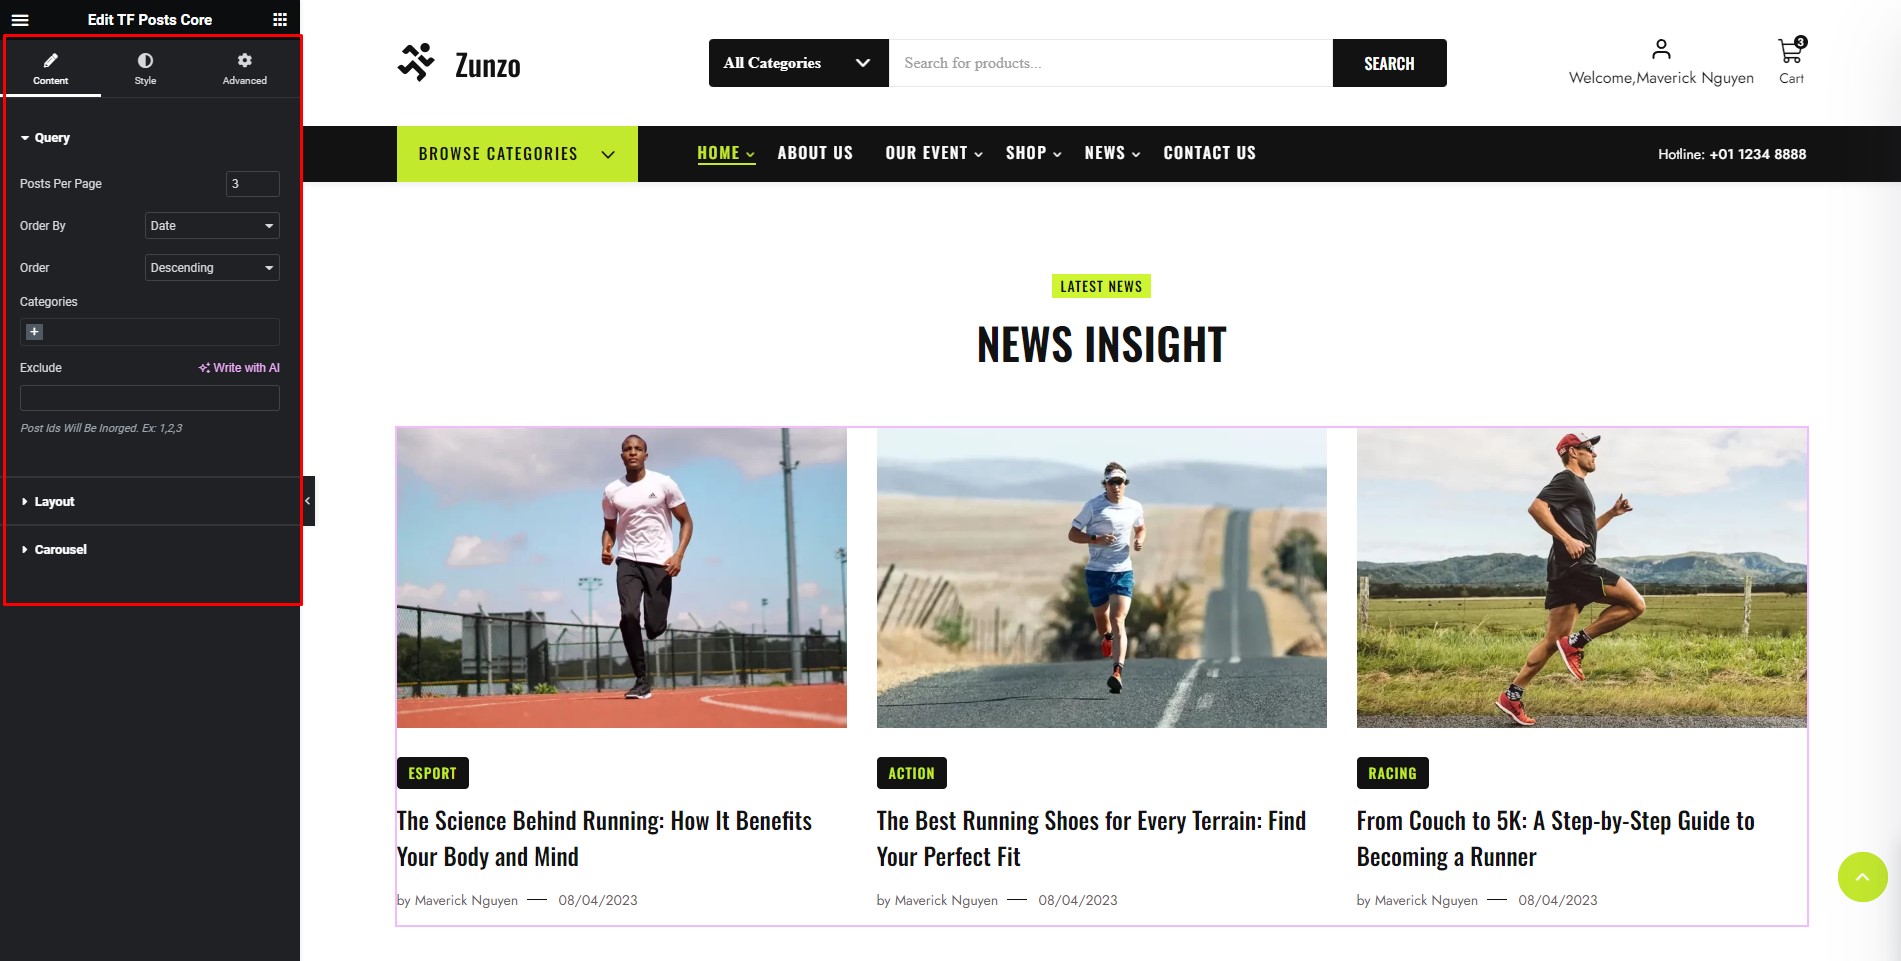 Edit TF Posts Core
Content Style Advanced
Query
Posts Per Page 3
Order By Date
Order Descending
Categories
+
Exclude Write with AI
Post Ids Will Be Inorged. Ex: 1,2,3
Layout
Carousel
Zunzo
All Categories Search for products... SEARCH
Welcome,Maverick Nguyen
3
Cart
BROWSE CATEGORIES HOME ABOUT US OUR EVENT SHOP NEWS CONTACT US Hotline: +01 1234 8888
LATEST NEWS
NEWS INSIGHT
ESPORT
The Science Behind Running: How It Benefits
Your Body and Mind
by Maverick Nguyen — 08/04/2023
ACTION
The Best Running Shoes for Every Terrain: Find
Your Perfect Fit
by Maverick Nguyen — 08/04/2023
RACING
From Couch to 5K: A Step-by-Step Guide to
Becoming a Runner
by Maverick Nguyen — 08/04/2023